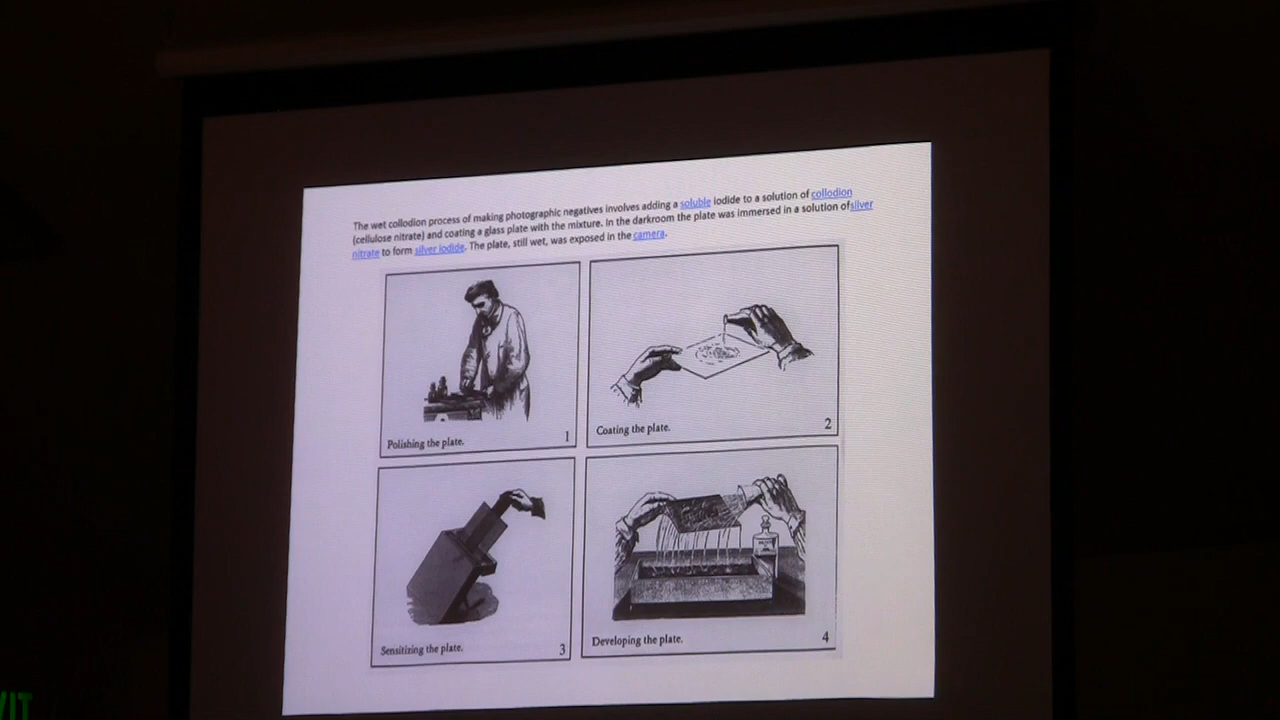 The wet collodion process of making photographic negatives involves adding a soluble iodide to a solution of collodion
(cellulose nitrate) and coating a glass plate with the mixture. In the darkroom the plate was immersed in a solution of silver
nitrate to form silver iodide. The plate, still wet, was exposed in the camera.
Polishing the plate. 1
Coating the plate. 2
Sensitizing the plate. 3
Developing the plate. 4